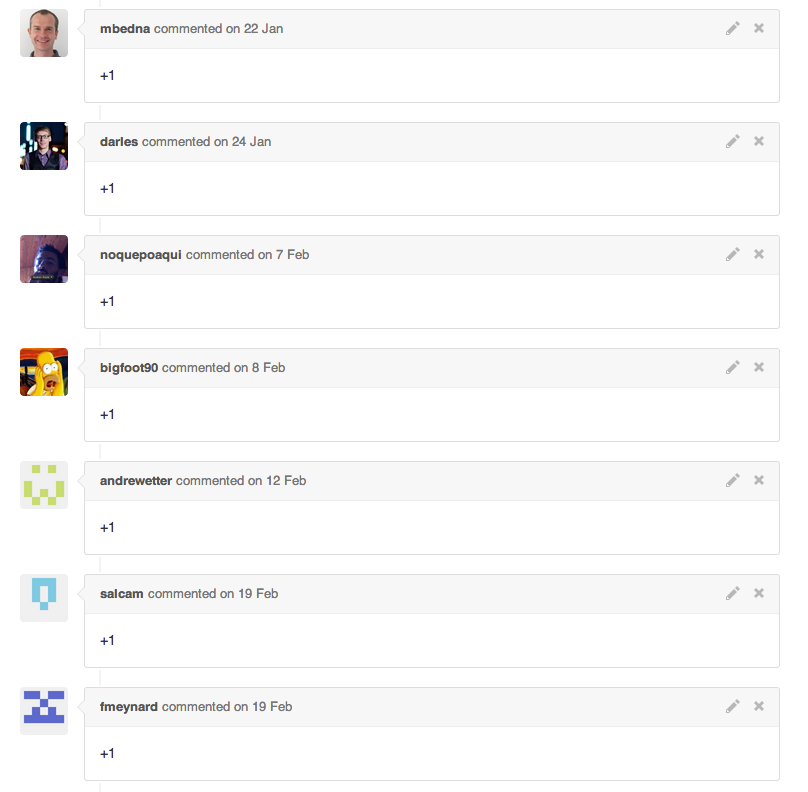 mbedna commented on 22 Jan
+1
darles commented on 24 Jan
+1
noquepoaqui commented on 7 Feb
+1
bigfoot90 commented on 8 Feb
+1
andrewetter commented on 12 Feb
+1
salcam commented on 19 Feb
+1
fmeynard commented on 19 Feb
+1